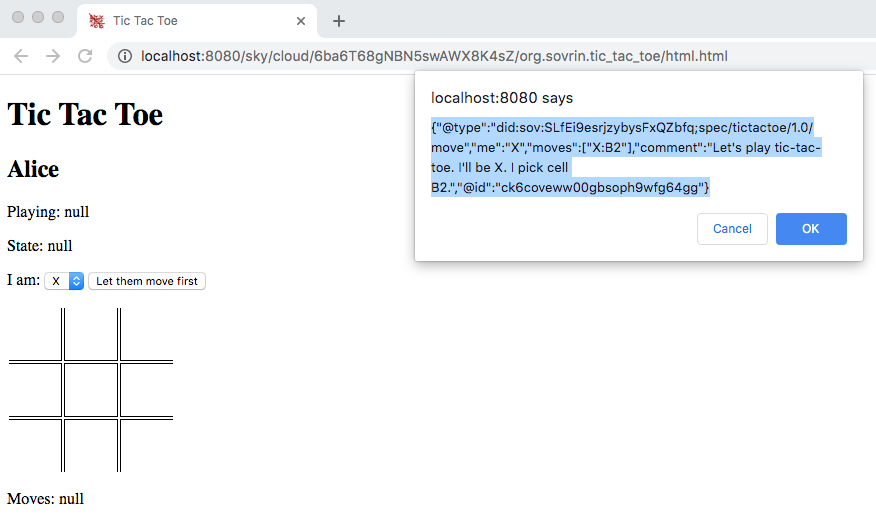 Tic Tac Toe
localhost:8080/sky/cloud/6ba6T68gNBN5swAWX8K4sZ/org.sovrin.tic_tac_toe/html.html
localhost:8080 says
{"@type":"did:sov:SLfEi9esrjzybysFxQZbfq;spec/tictactoe/1.0/
move","me":"X","moves":["X:B2"],"comment":"Let's play tic-tac-
toe. I'll be X. I pick cell
B2.","@id":"ck6coveww00gbsoph9wfg64gg"}
Cancel
OK
Tic Tac Toe
Alice
Playing: null
State: null
I am: X Let them move first
Moves: null